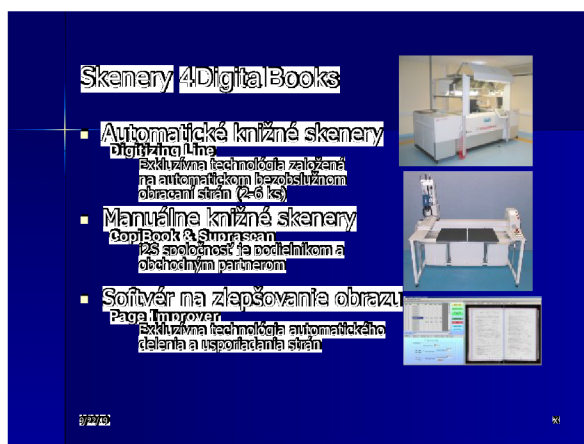 Skenery 4DigitalBooks
Automatické knižné skenery
Digitizing Line
Exkluzívna technológia založená
na automatickom bezobslužnom
obracaní strán (2-6 ks)
Manuálne knižné skenery
CopiBook & Suprascan
I2S spoločnosť je podielnikom a
obchodným partnerom
Softvér na zlepšovanie obrazu
Page Improver
Exkluzívna technológia automatického
delenia a usporiadania strán